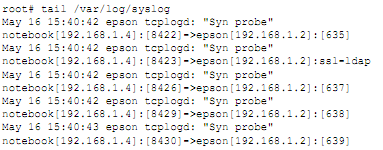 root# tail /var/log/syslog
May 16 15:40:42 epson tcplogd: "Syn probe"
notebook[192.168.1.4]:[8422]->epson[192.168.1.2]:[635]
May 16 15:40:42 epson tcplogd: "Syn probe"
notebook[192.168.1.4]:[8423]->epson[192.168.1.2]:ssl-ldap
May 16 15:40:42 epson tcplogd: "Syn probe"
notebook[192.168.1.4]:[8426]->epson[192.168.1.2]:[637]
May 16 15:40:42 epson tcplogd: "Syn probe"
notebook[192.168.1.4]:[8429]->epson[192.168.1.2]:[638]
May 16 15:40:43 epson tcplogd: "Syn probe"
notebook[192.168.1.4]:[8430]->epson[192.168.1.2]:[639]